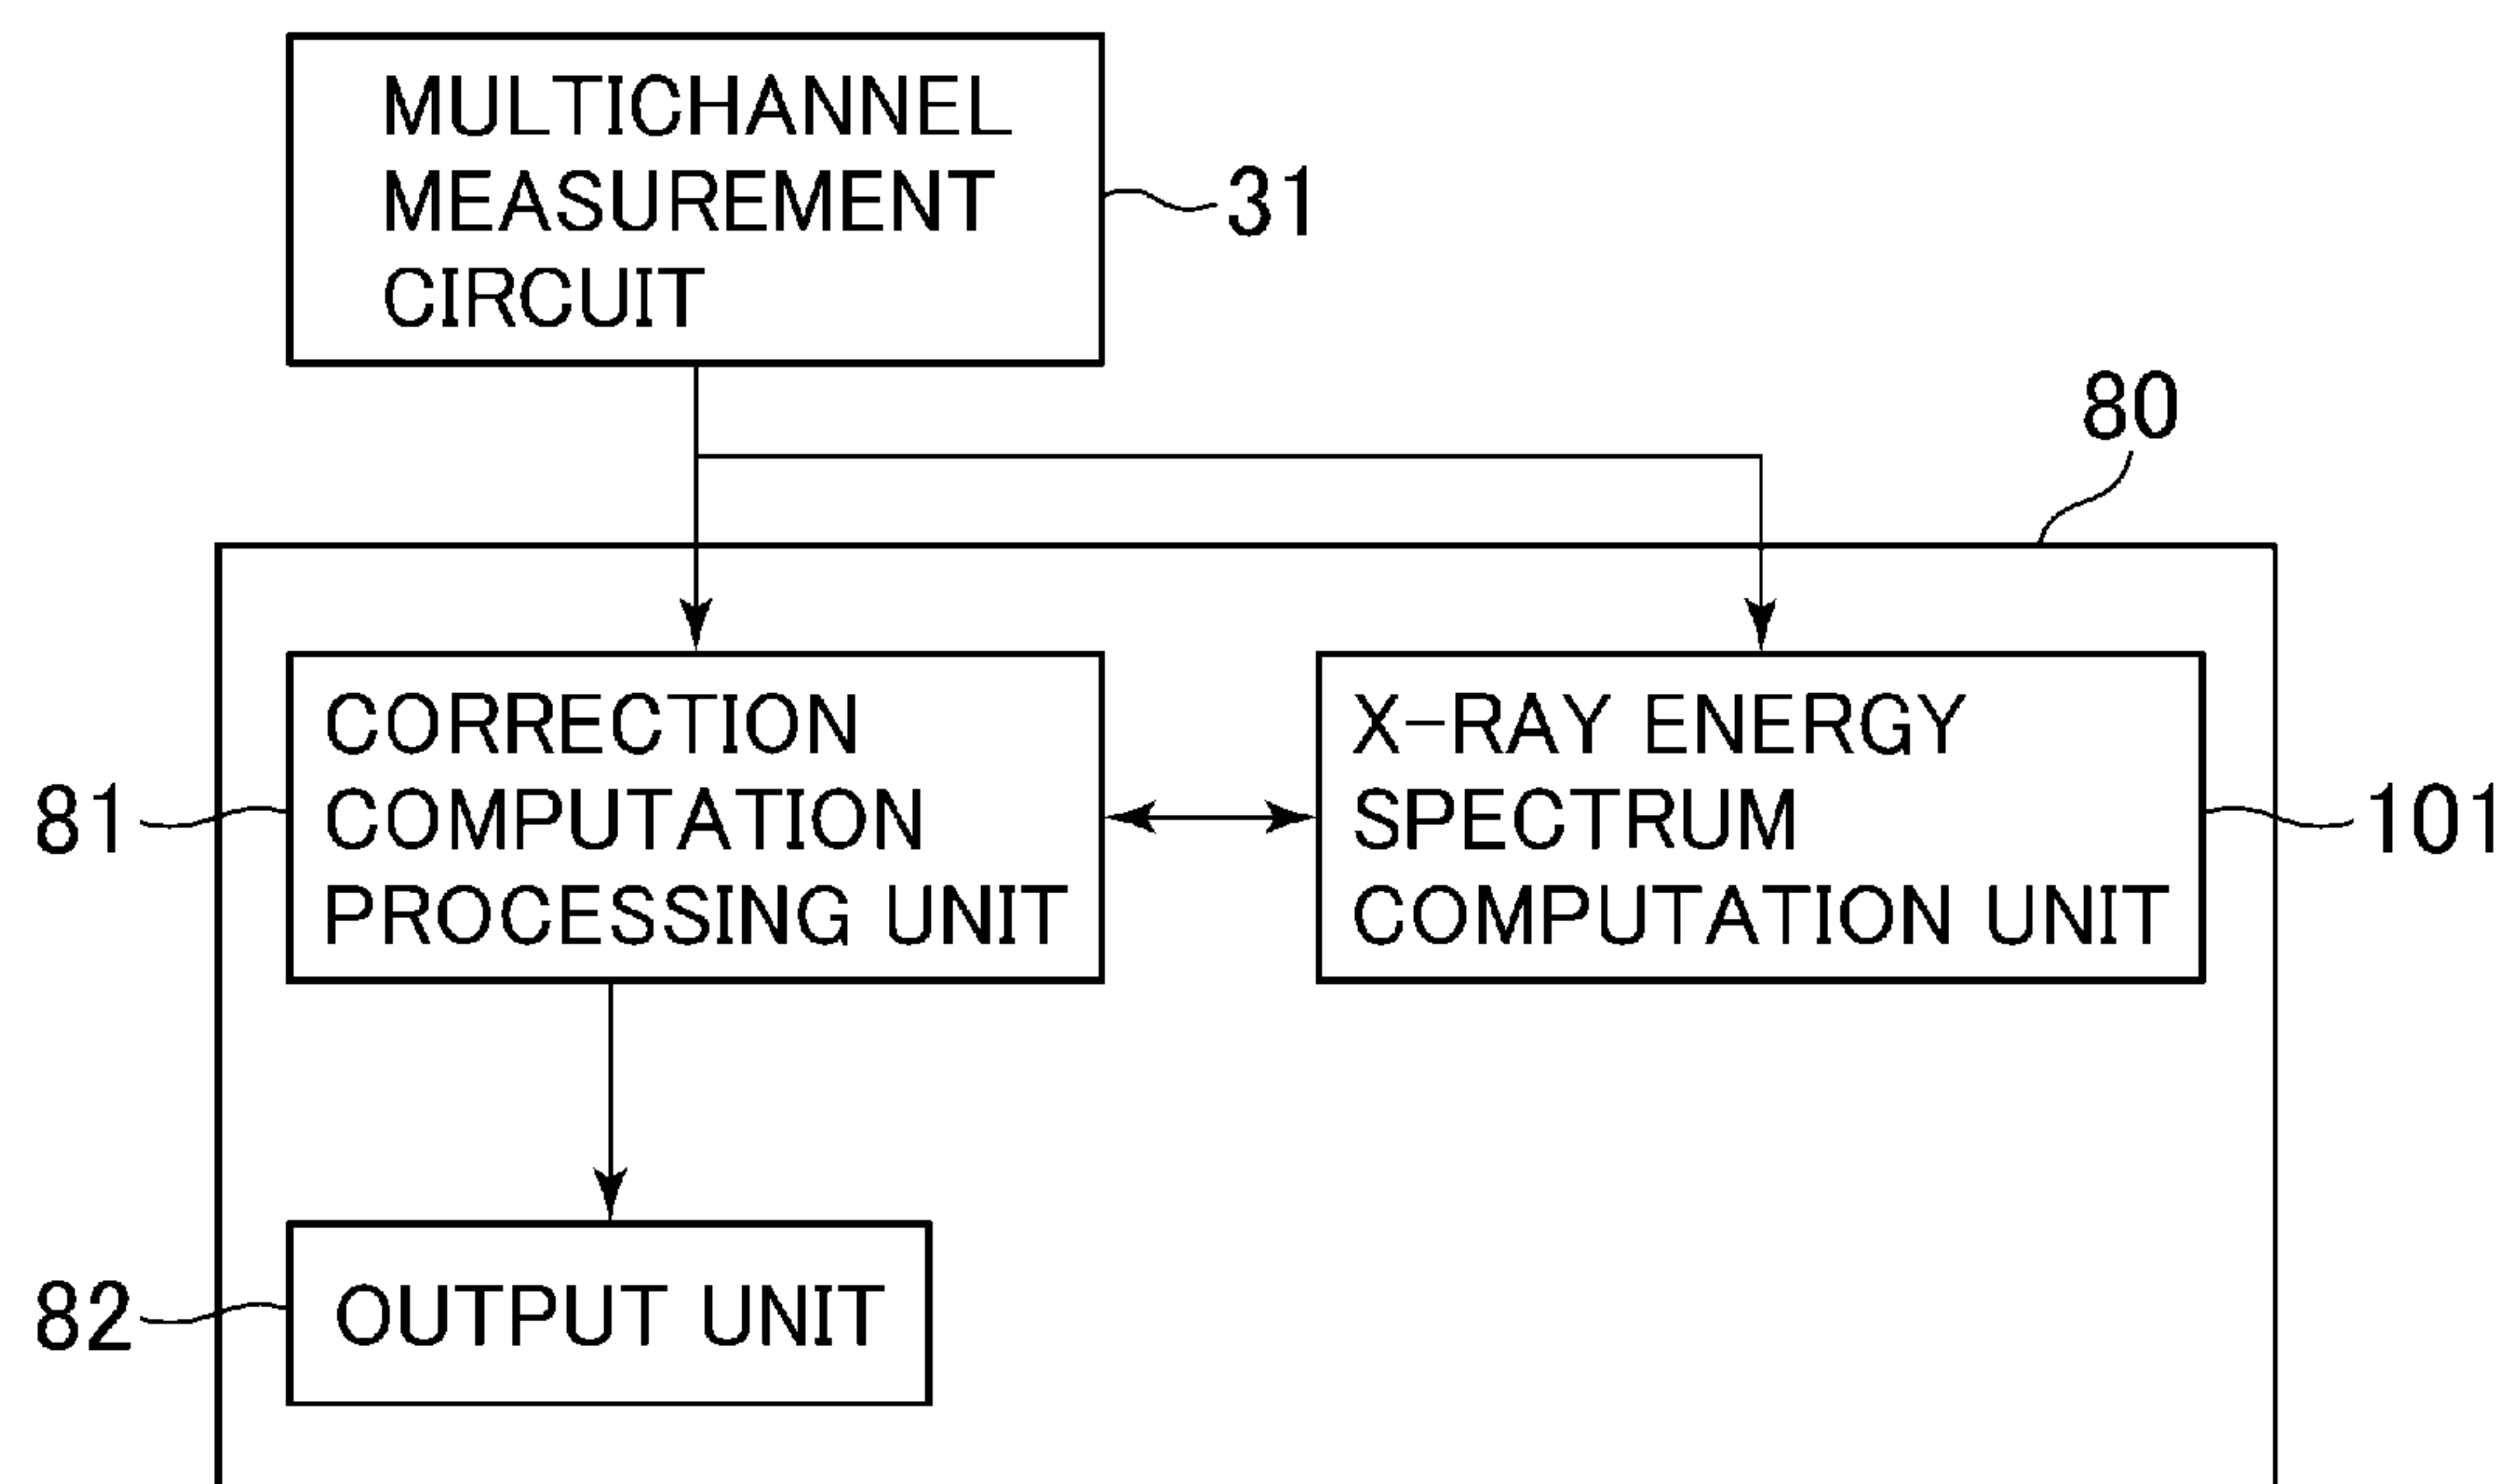 MULTICHANNEL
MEASUREMENT
CIRCUIT
31
80
CORRECTION
COMPUTATION
PROCESSING UNIT
81
X-RAY ENERGY
SPECTRUM
COMPUTATION UNIT
101
OUTPUT UNIT
82